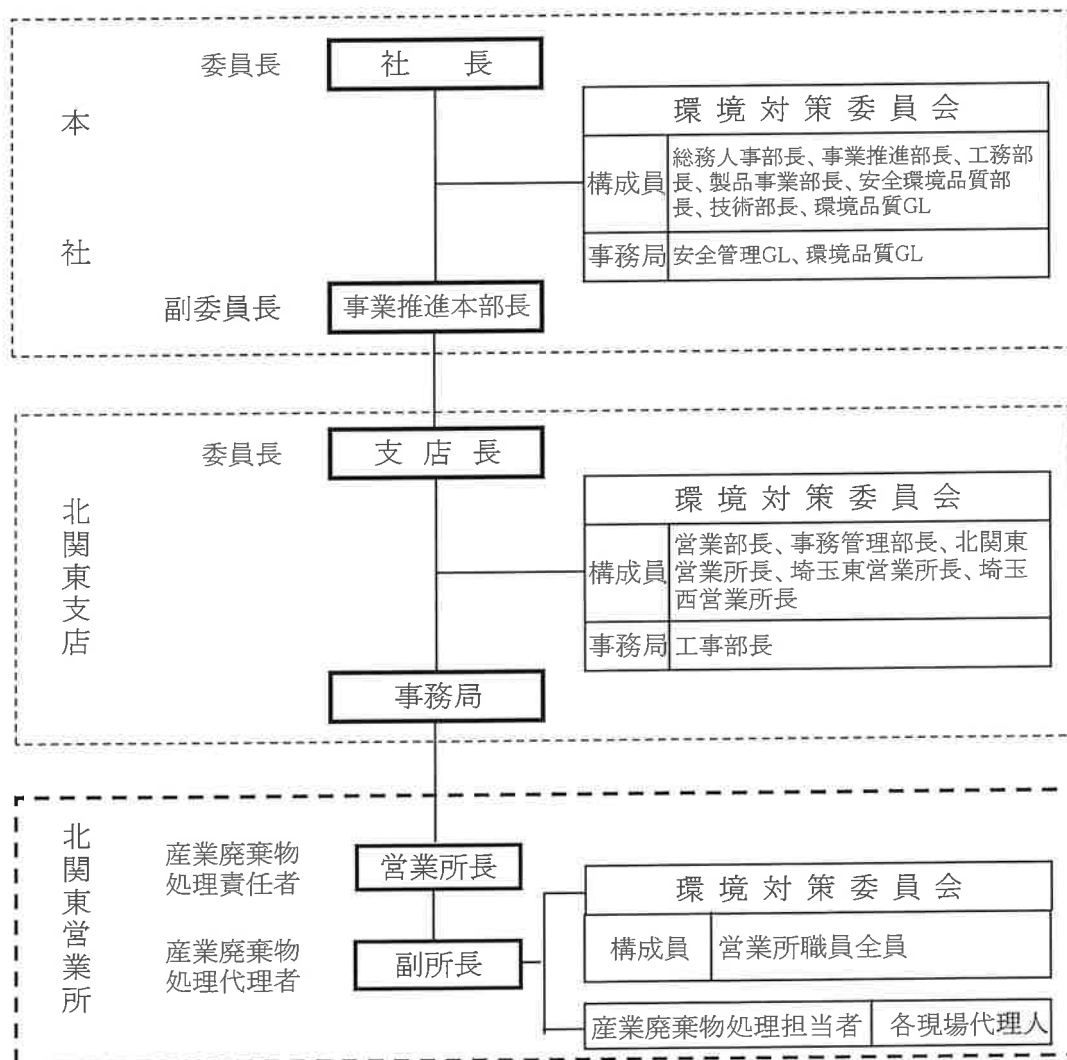 本社
委員長
社長
環境対策委員会
構成員
総務人事部長、事業推進部長、工務部
長、製品事業部長、安全環境品質部
長、技術部長、環境品質GL
事務局
安全管理GL、環境品質GL
副委員長
事業推進本部長
北関東支店
委員長
支店長
環境対策委員会
構成員
営業部長、事務管理部長、北関東
営業所長、埼玉東営業所長、埼玉
西営業所長
事務局
工事部長
事務局
北関東営業所
産業廃棄物
処理責任者
営業所長
環境対策委員会
構成員
営業所職員全員
産業廃棄物
処理代理者
副所長
産業廃棄物処理担当者
各現場代理人